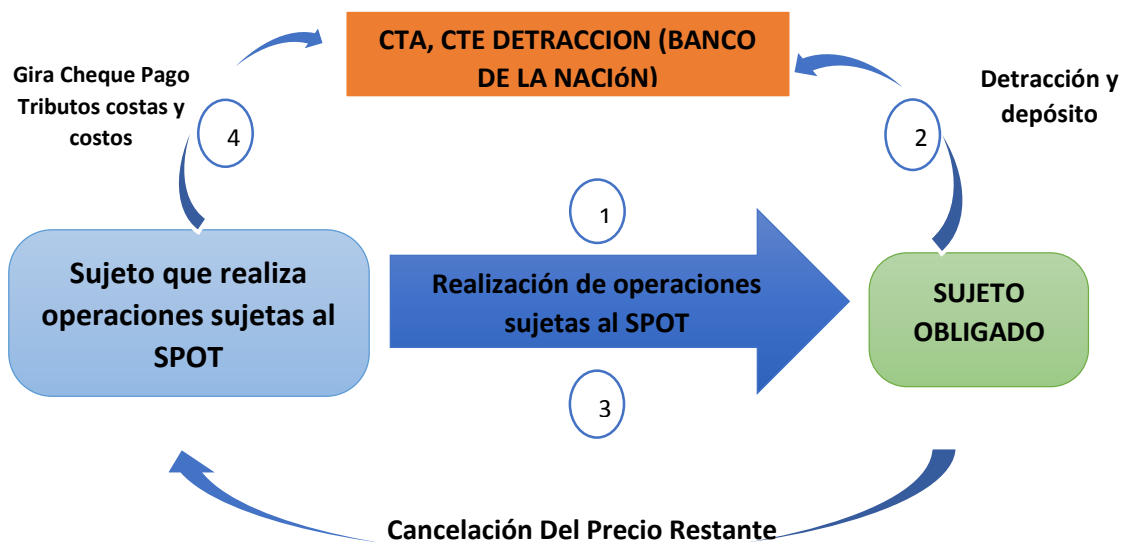 CTA, CTE DETRACCION (BANCO
DE LA NACIóN)
Gira Cheque Pago
Tributos costas y
costos
4
2
Detracción y
depósito
1
Sujeto que realiza
operaciones sujetas al
SPOT
Realización de operaciones
sujetas al SPOT
SUJETO
OBLIGADO
3
Cancelación Del Precio Restante